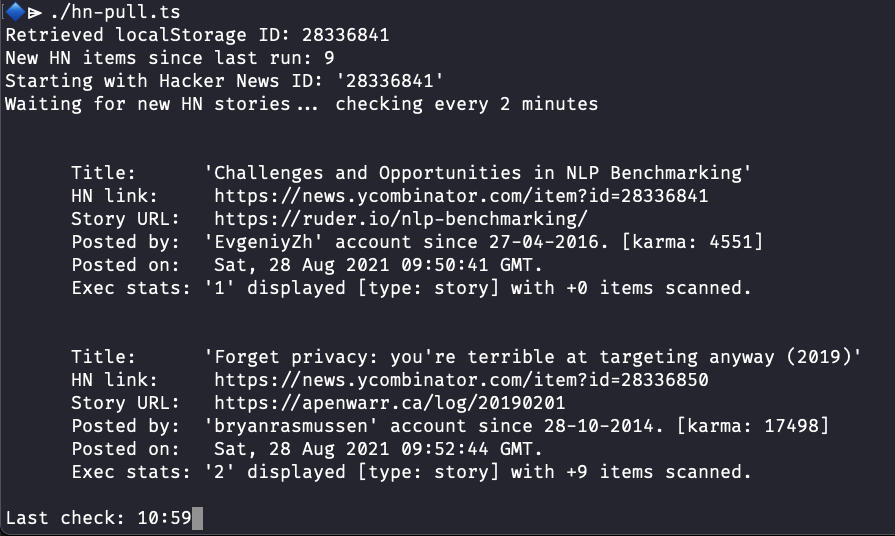 ./hn-pull.ts
Retrieved localStorage ID: 28336841
New HN items since last run: 9
Starting with Hacker News ID: '28336841'
Waiting for new HN stories... checking every 2 minutes
Title: 'Challenges and Opportunities in NLP Benchmarking'
HN link: https://news.ycombinator.com/item?id=28336841
Story URL: https://ruder.io/nlp-benchmarking/
Posted by: 'EvgeniyZh' account since 27-04-2016. [karma: 4551]
Posted on: Sat, 28 Aug 2021 09:50:41 GMT.
Exec stats: '1' displayed [type: story] with +0 items scanned.
Title: 'Forget privacy: you're terrible at targeting anyway (2019)'
HN link: https://news.ycombinator.com/item?id=28336850
Story URL: https://apenwarr.ca/log/20190201
Posted by: 'bryanrasmussen' account since 28-10-2014. [karma: 17498]
Posted on: Sat, 28 Aug 2021 09:52:44 GMT.
Exec stats: '2' displayed [type: story] with +9 items scanned.
Last check: 10:59